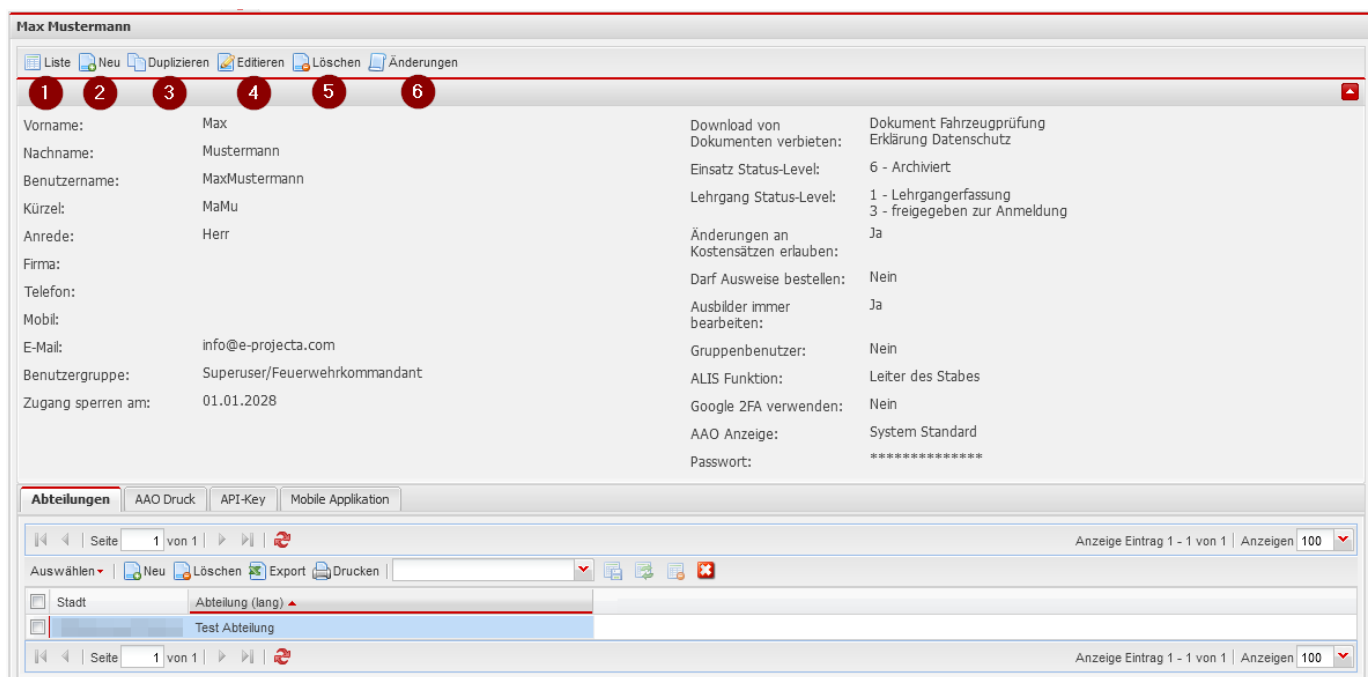 Max Mustermann
Liste Neu Duplizieren Editieren Löschen Änderungen
1 2 3 4 5 6
Vorname: Max
Nachname: Mustermann
Benutzername: MaxMustermann
Kürzel: MaMu
Anrede: Herr
Firma:
Telefon:
Mobil:
E-Mail: info@e-projecta.com
Benutzergruppe: Superuser/Feuerwehrkommandant
Zugang sperren am: 01.01.2028
Download von Dokument Fahrzeugprüfung
Dokumenten verbieten: Erklärung Datenschutz
Einsatz Status-Level: 6 - Archiviert
Lehrgang Status-Level: 1 - Lehrgangerfassung
3 - freigegeben zur Anmeldung
Änderungen an Ja
Kostensätzen erlauben:
Darf Ausweise bestellen: Nein
Ausbilder immer Ja
bearbeiten:
Gruppenbenutzer: Nein
ALIS Funktion: Leiter des Stabes
Google 2FA verwenden: Nein
AAO Anzeige: System Standard
Passwort: **************
Abteilungen AAO Druck API-Key Mobile Applikation
Seite 1 von 1 Anzeige Eintrag 1 - 1 von 1 Anzeigen 100
Auswählen Neu Löschen Export Drucken
Stadt Abteilung (lang)
Test Abteilung
Seite 1 von 1 Anzeige Eintrag 1 - 1 von 1 Anzeigen 100